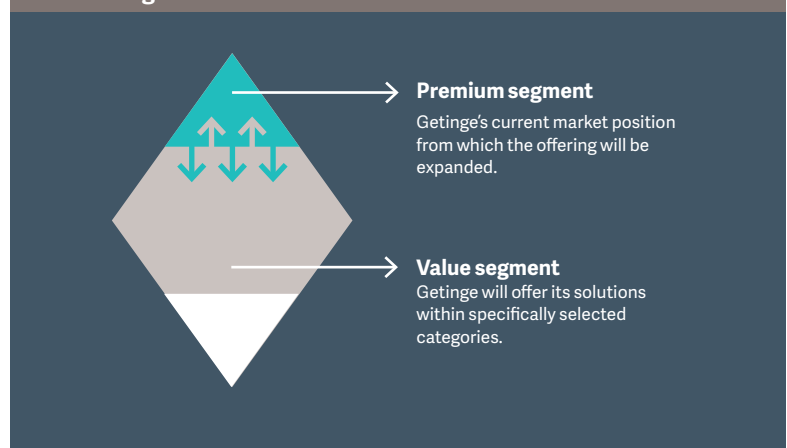 Premium segment
Getinge's current market position
from which the offering will be
expanded.
Value segment
Getinge will offer its solutions
within specifically selected
categories.